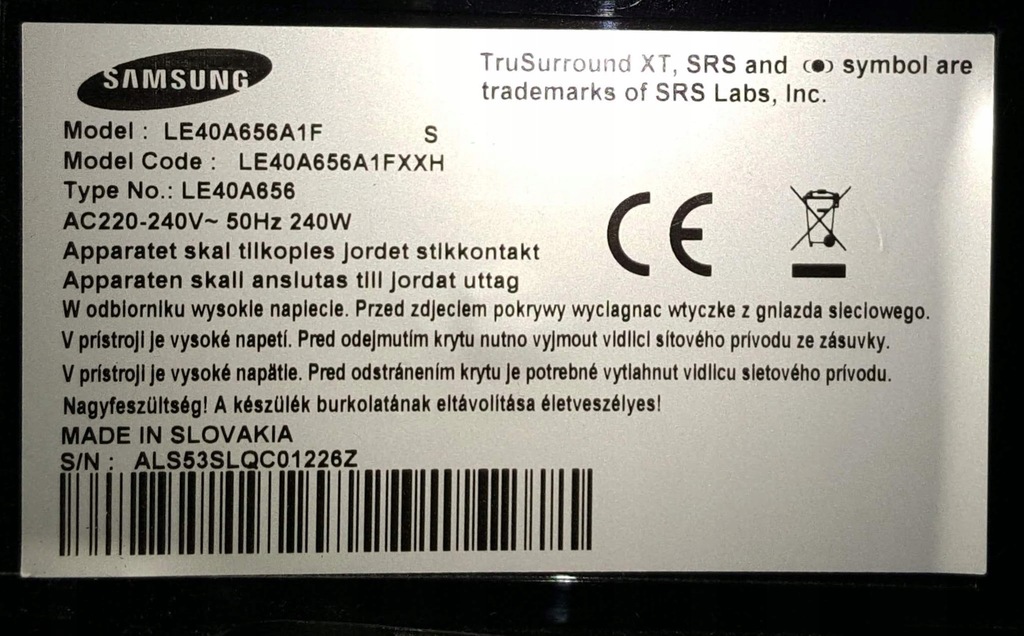 SAMSUNG
TruSurround XT, SRS and (●) symbol are
trademarks of SRS Labs, Inc.
Model : LE40A656A1F S
Model Code : LE40A656A1FXXH
Type No.: LE40A656
AC220-240V~ 50Hz 240W
Apparatet skal tilkoples jordet stikkontakt
Apparaten skall anslutas till jordat uttag
W odbiorniku wysokie napiecie. Przed zdjeciem pokrywy wyciagnac wtyczke z gniazda sieciowego.
V prístroji je vysoké napetí. Pred odejmutím krytu nutno vyjmout vidlici sítového prívodu ze zásuvky.
V prístroji je vysoké napätie. Pred odstránením krytu je potrebné vytlahnut vidlicu sietového prívodu.
Nagyfeszültség! A készülék burkolatának eltávolítása életveszélyes!
MADE IN SLOVAKIA
S/N : ALS53SLQC01226Z
CE